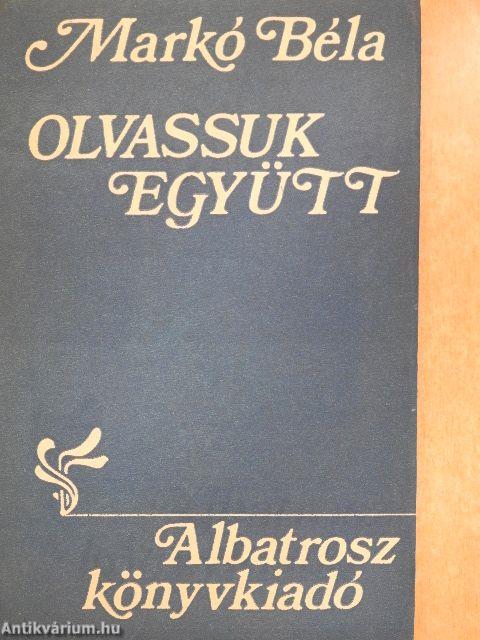 Markó Béla
OLVASSUK
EGYÜTT
Albatrosz
könyvkiadó
Antikvárium.hu